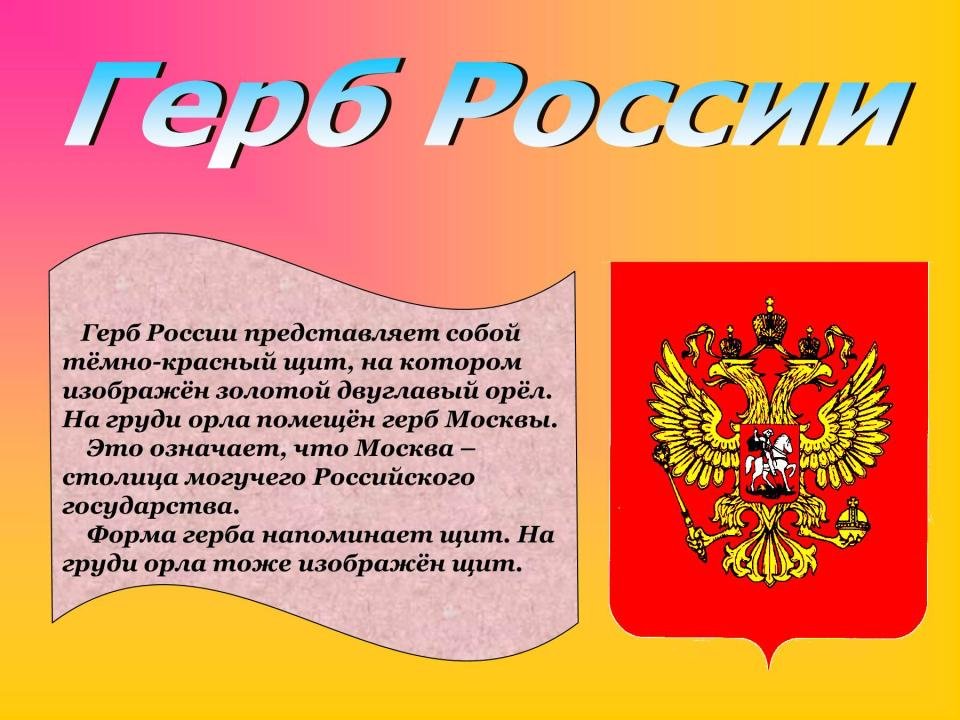 Герб России
Герб России представляет собой
тёмно-красный щит, на котором
изображён золотой двуглавый орёл.
На груди орла помещён герб Москвы.
Это означает, что Москва –
столица могучего Российского
государства.
Форма герба напоминает щит. На
груди орла тоже изображён щит.